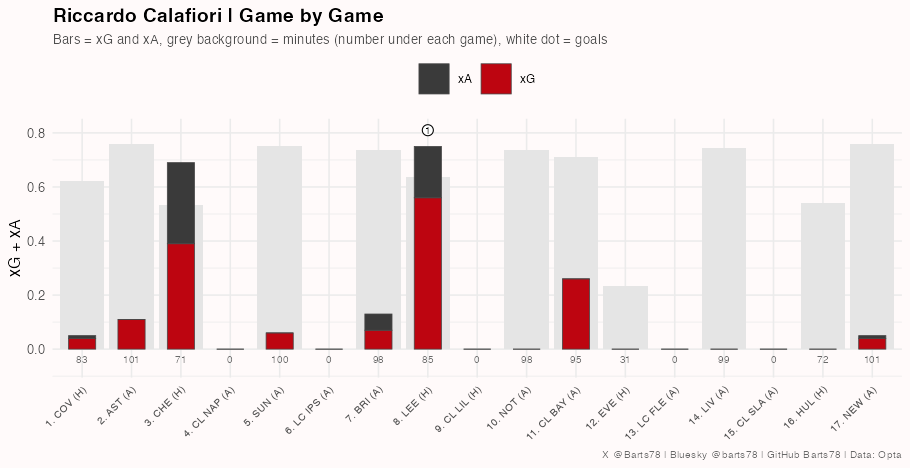 Riccardo Calafiori | Game by Game
Bars = xG and xA, grey background = minutes (number under each game), white dot = goals
xA xG
xG + xA
0.8
0.6
0.4
0.2
0.0
1
83 101 71 0 100 0 98 85 0 98 95 31 0 99 0 72 101
1. COV (H)
2. AST (A)
3. CHE (H)
4. CL NAP (A)
5. SUN (A)
6. LC IPS (A)
7. BRI (A)
8. LEE (H)
9. CL LIL (H)
10. NOT (A)
11. CL BAY (A)
12. EVE (H)
13. LC FLE (A)
14. LIV (A)
15. CL SLA (A)
16. HUL (H)
17. NEW (A)
X @Barts78 | Bluesky @barts78 | GitHub Barts78 | Data: Opta